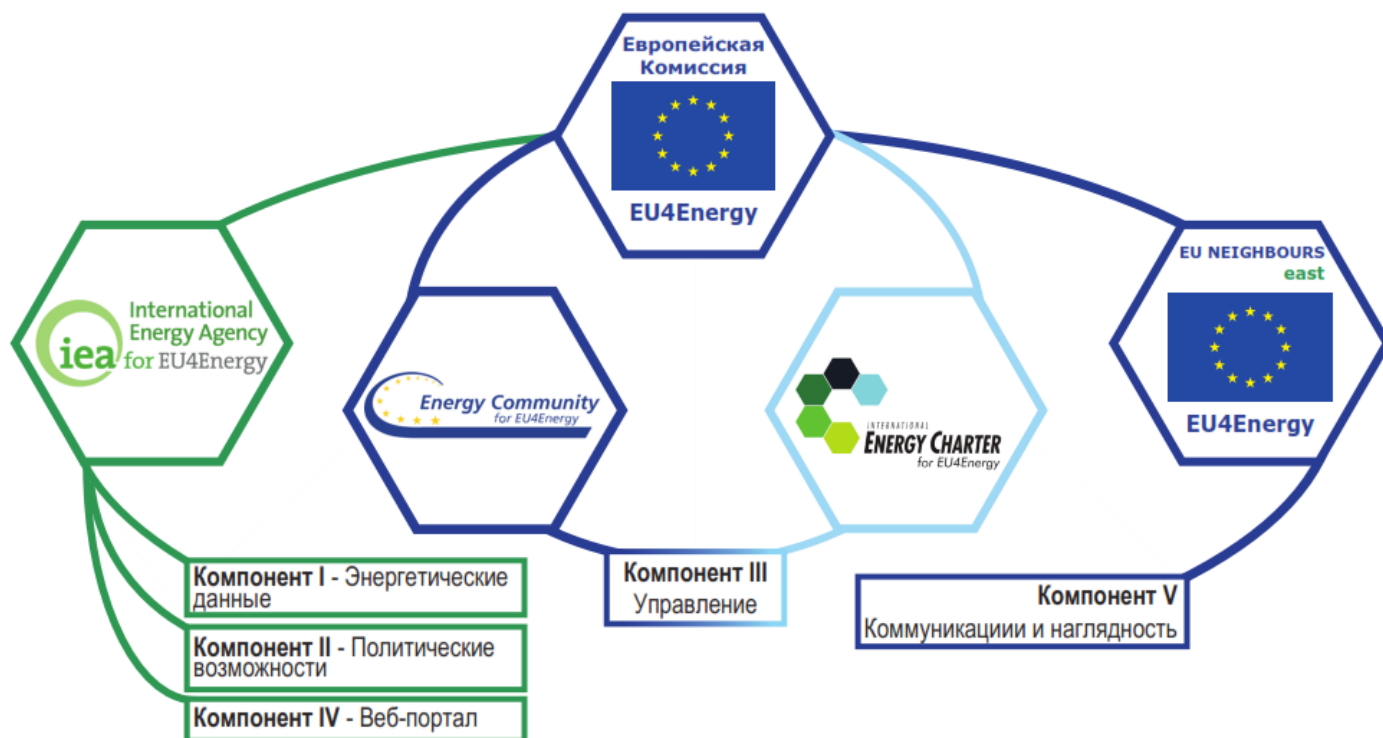 Европейская
Комиссия
EU4Energy
International
Energy Agency
iea for EU4Energy
Energy Community
for EU4Energy
INTERNATIONAL
ENERGY CHARTER
for EU4Energy
EU NEIGHBOURS
east
EU4Energy
Компонент I - Энергетические
данные
Компонент II - Политические
возможности
Компонент IV - Веб-портал
Компонент III
Управление
Компонент V
Коммуникациии и наглядность